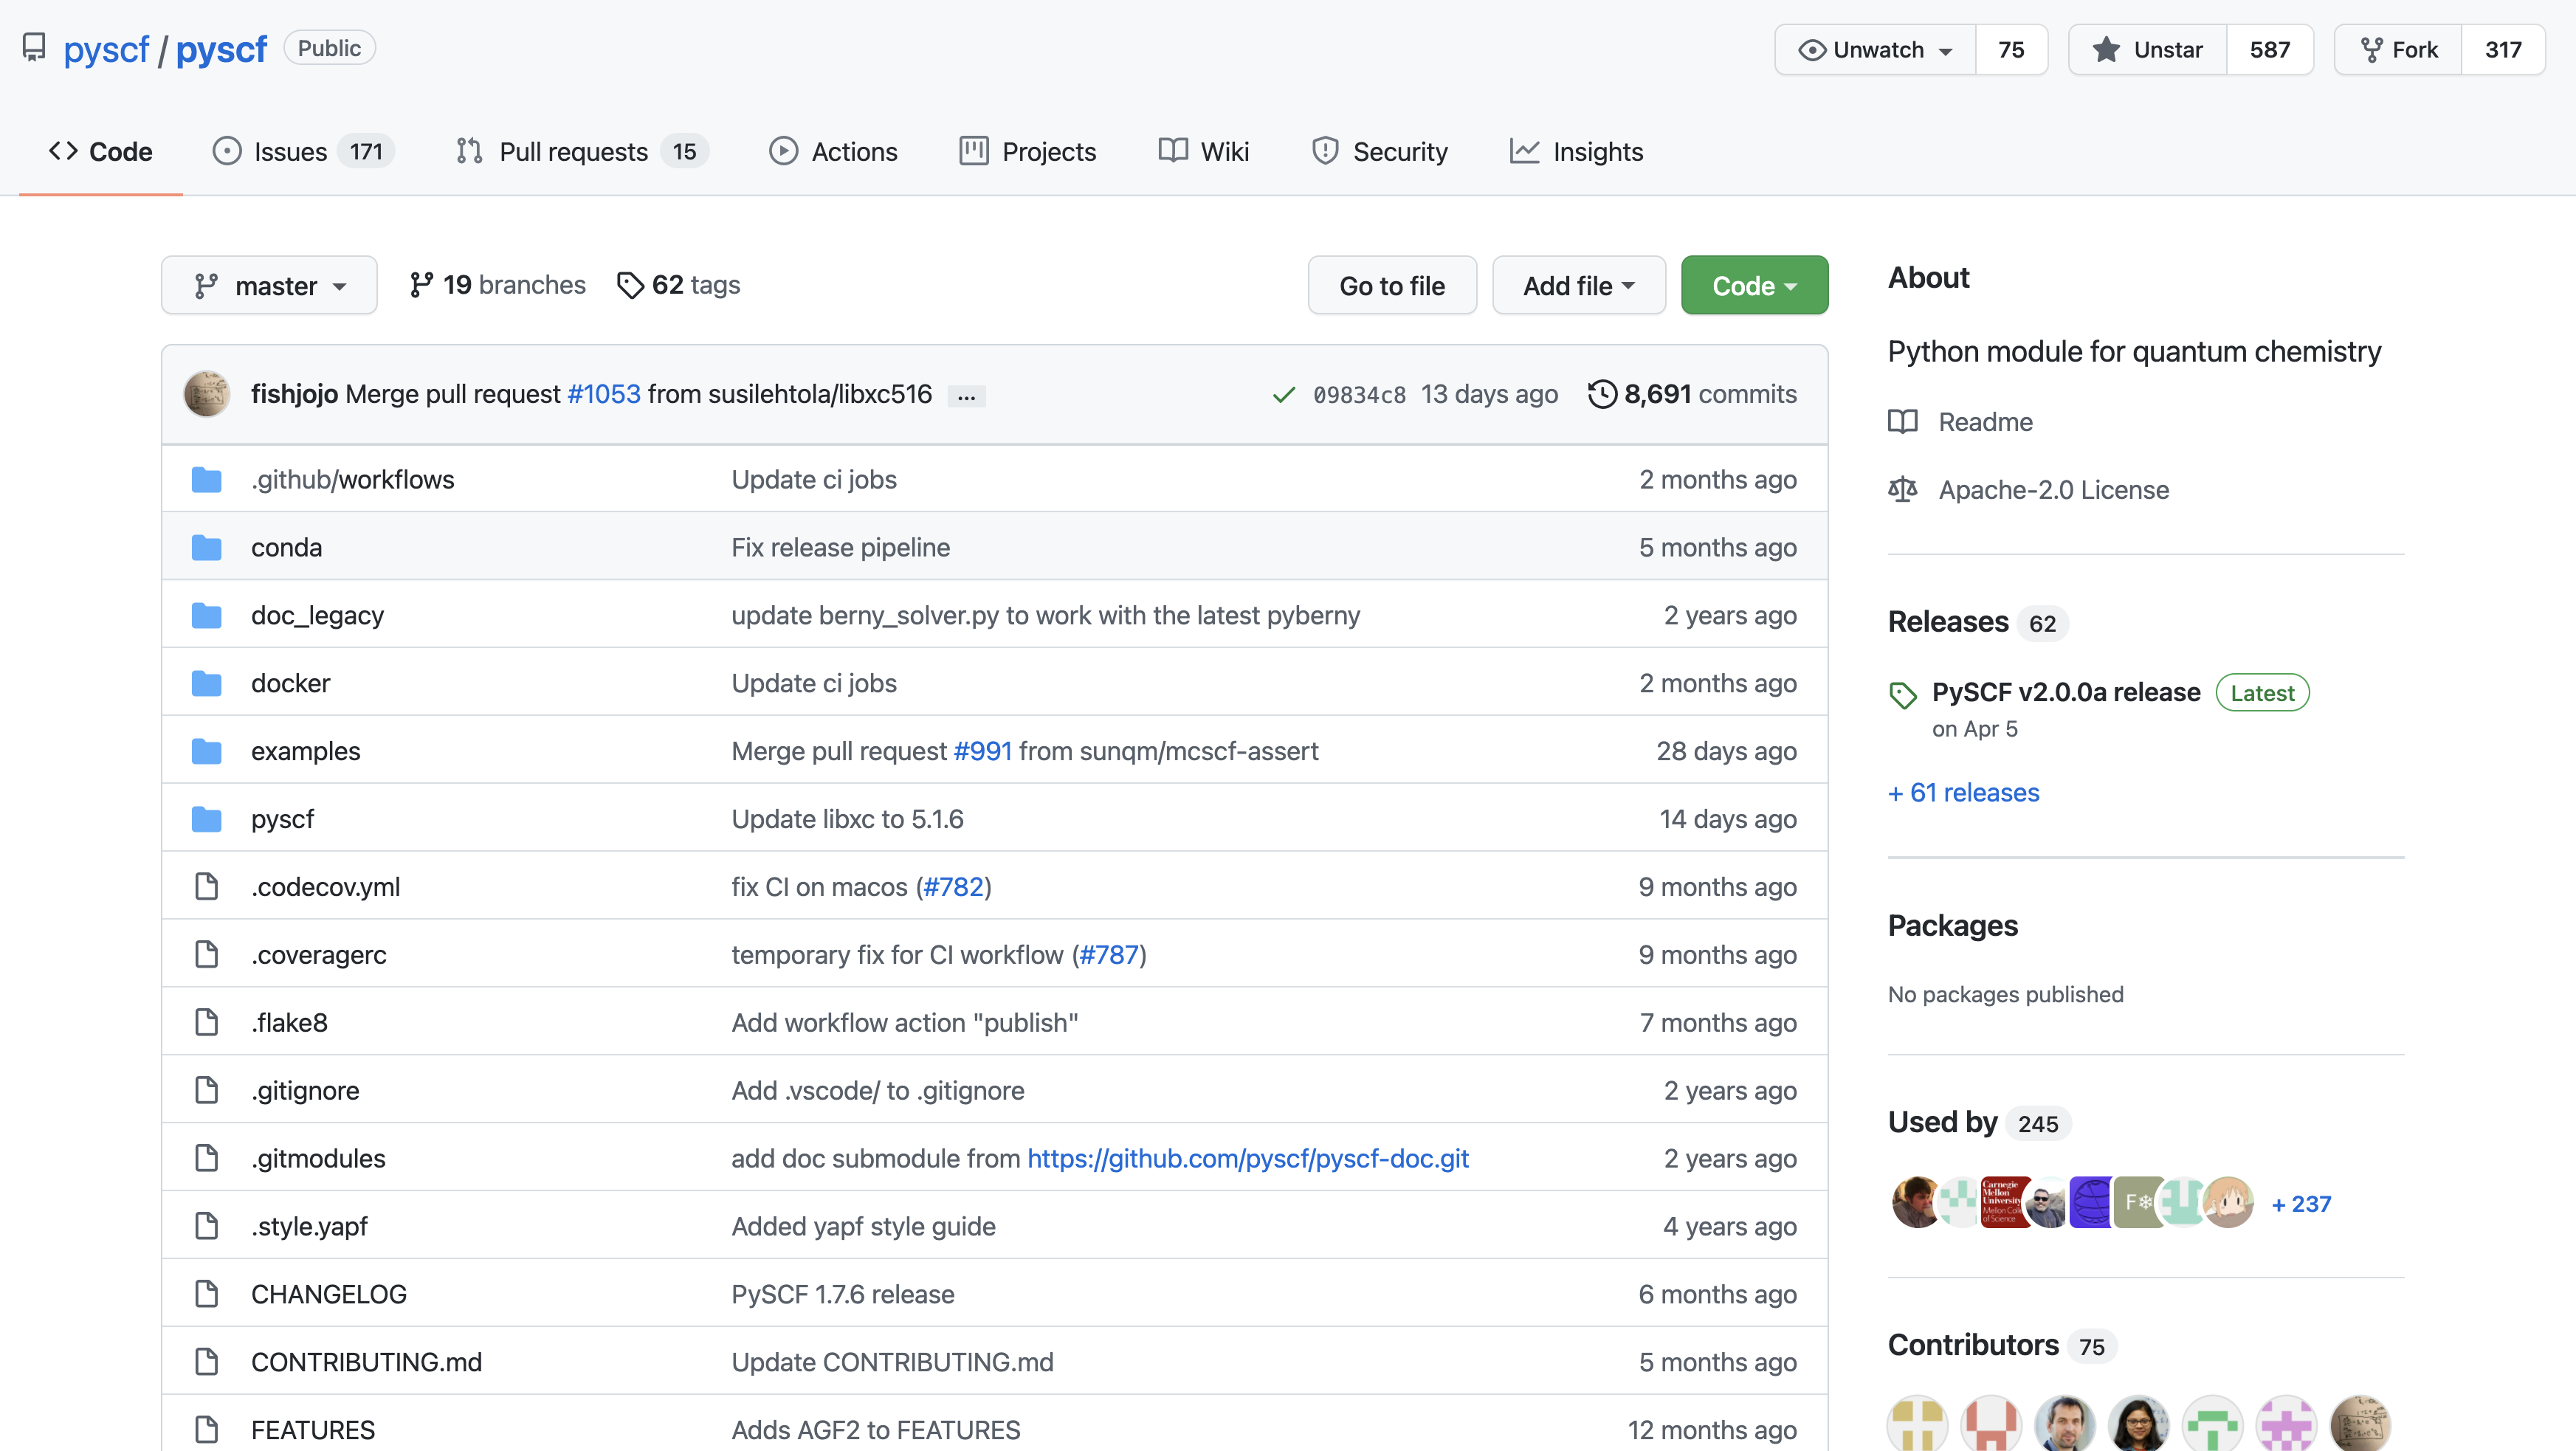 pyscf / pyscf Public
Unwatch 75
Unstar 587
Fork 317
Code
Issues 171
Pull requests 15
Actions
Projects
Wiki
Security
Insights
master
19 branches
62 tags
Go to file
Add file
Code
fishjojo Merge pull request #1053 from susilehtola/libxc516 ...
09834c8 13 days ago
8,691 commits
.github/workflows Update ci jobs 2 months ago
conda Fix release pipeline 5 months ago
doc_legacy update berny_solver.py to work with the latest pyberny 2 years ago
docker Update ci jobs 2 months ago
examples Merge pull request #991 from sunqm/mcscf-assert 28 days ago
pyscf Update libxc to 5.1.6 14 days ago
.codecov.yml fix CI on macos (#782) 9 months ago
.coveragerc temporary fix for CI workflow (#787) 9 months ago
.flake8 Add workflow action "publish" 7 months ago
.gitignore Add .vscode/ to .gitignore 2 years ago
.gitmodules add doc submodule from https://github.com/pyscf/pyscf-doc.git 2 years ago
.style.yapf Added yapf style guide 4 years ago
CHANGELOG PySCF 1.7.6 release 6 months ago
CONTRIBUTING.md Update CONTRIBUTING.md 5 months ago
FEATURES Adds AGF2 to FEATURES 12 months ago
About
Python module for quantum chemistry
Readme
Apache-2.0 License
Releases 62
PySCF v2.0.0a release Latest
on Apr 5
+ 61 releases
Packages
No packages published
Used by 245
Carnegie
Mellon
University
of Science
+ 237
Contributors 75